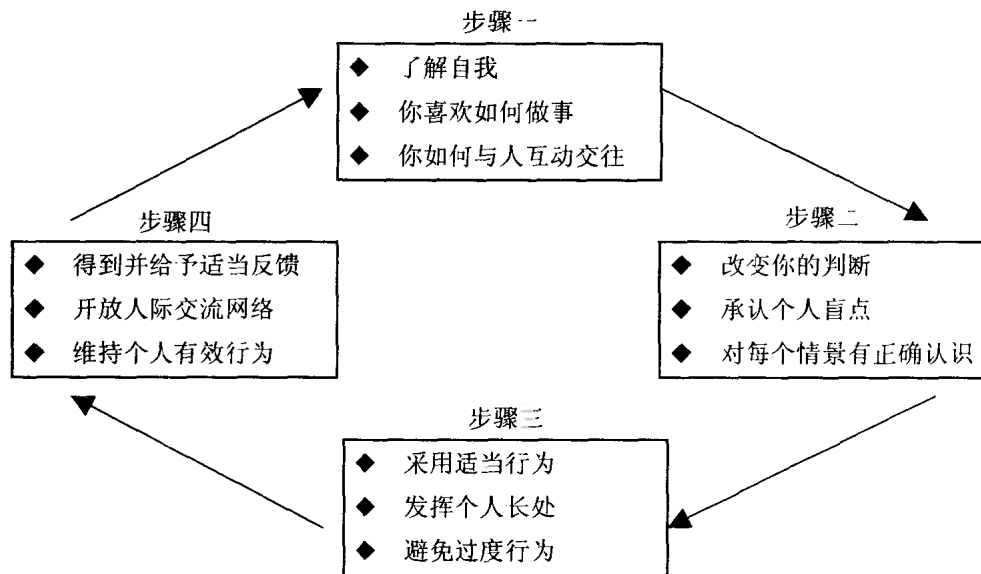 步骤一
◆ 了解自我
◆ 你喜欢如何做事
◆ 你如何与人互动交往
步骤二
◆ 改变你的判断
◆ 承认个人盲点
◆ 对每个情景有正确认识
步骤三
◆ 采用适当行为
◆ 发挥个人长处
◆ 避免过度行为
步骤四
◆ 得到并给予适当反馈
◆ 开放人际交流网络
◆ 维持个人有效行为